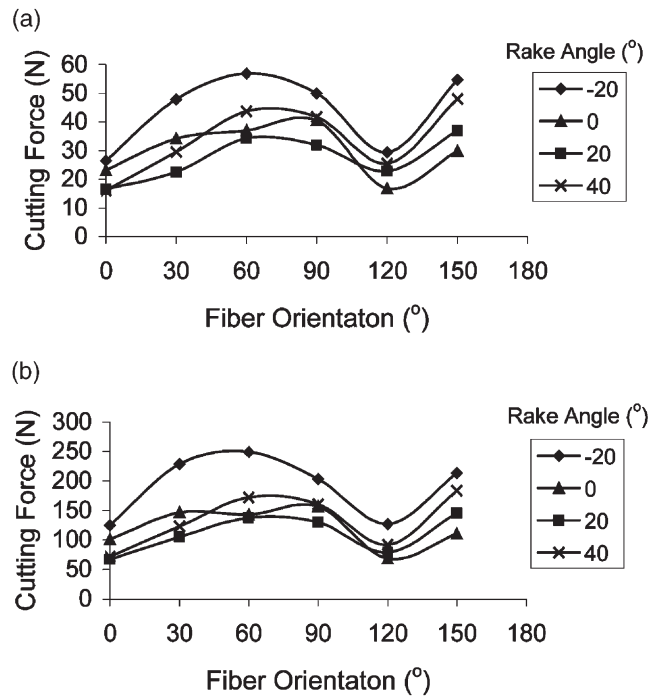 (a)
Rake Angle (°)
-20
0
20
40
Cutting Force (N)
60
50
40
30
20
10
0
0 30 60 90 120 150 180
Fiber Orientaton (°)
(b)
Rake Angle (°)
-20
0
20
40
Cutting Force (N)
300
250
200
150
100
50
0
0 30 60 90 120 150 180
Fiber Orientaton (°)